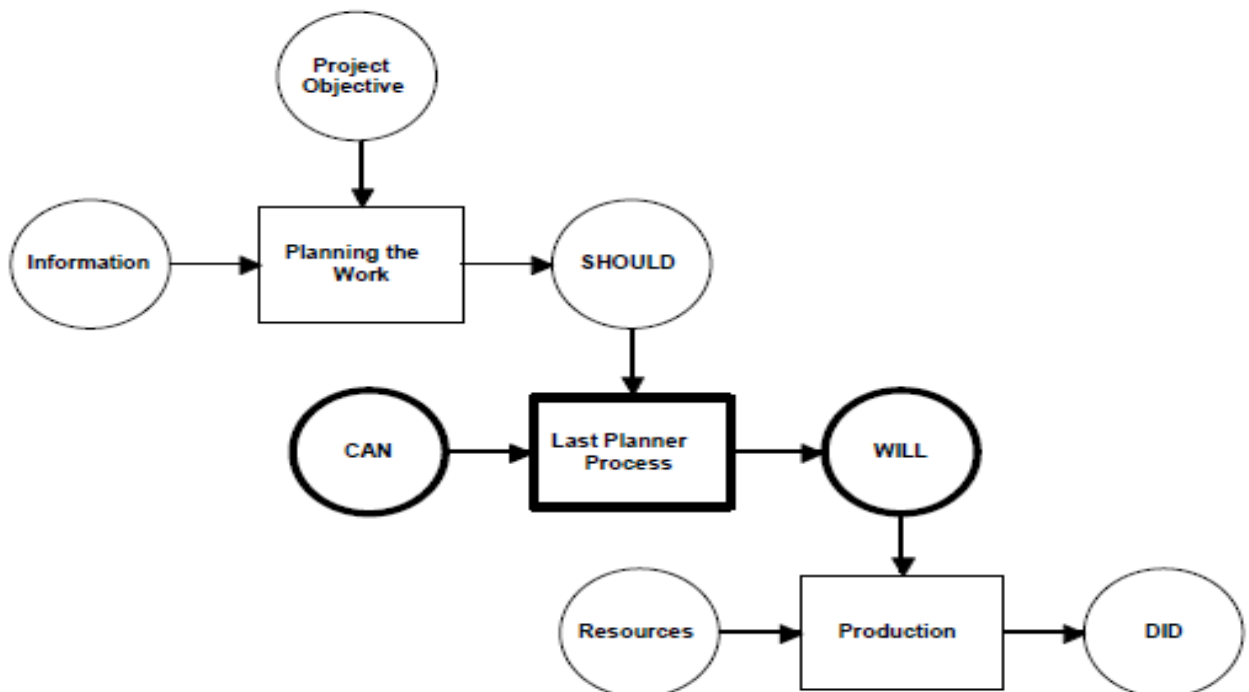 Project
Objective
Information
Planning the
Work
SHOULD
CAN
Last Planner
Process
WILL
Resources
Production
DID